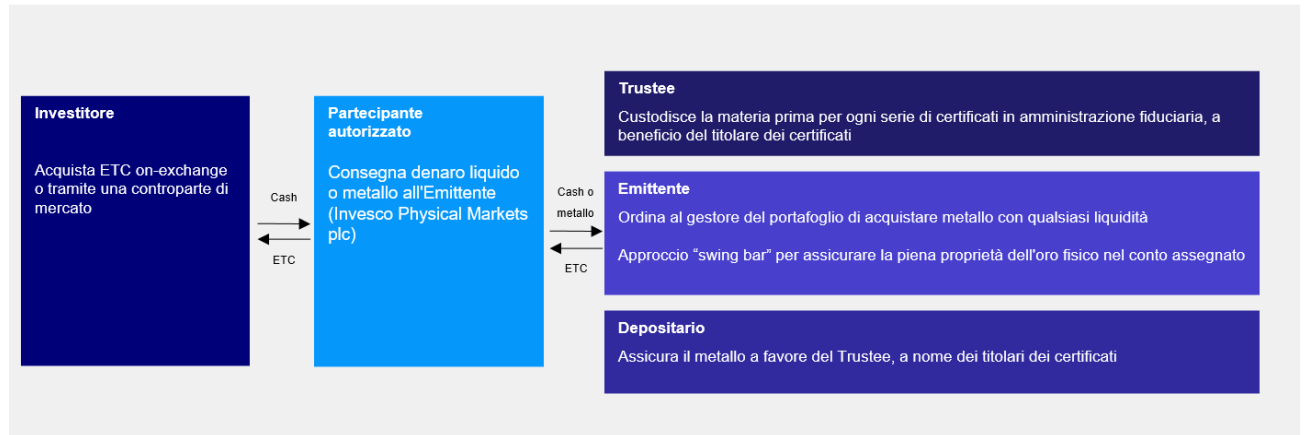 Investitore
Acquista ETC on-exchange
o tramite una controparte di
mercato
Cash
ETC
Partecipante
autorizzato
Consegna denaro liquido
o metallo all'Emittente
(Invesco Physical Markets
plc)
Cash o
metallo
ETC
Trustee
Custodisce la materia prima per ogni serie di certificati in amministrazione fiduciaria, a
beneficio del titolare dei certificati
Emittente
Ordina al gestore del portafoglio di acquistare metallo con qualsiasi liquidità
Approccio “swing bar” per assicurare la piena proprietà dell'oro fisico nel conto assegnato
Depositario
Assicura il metallo a favore del Trustee, a nome dei titolari dei certificati